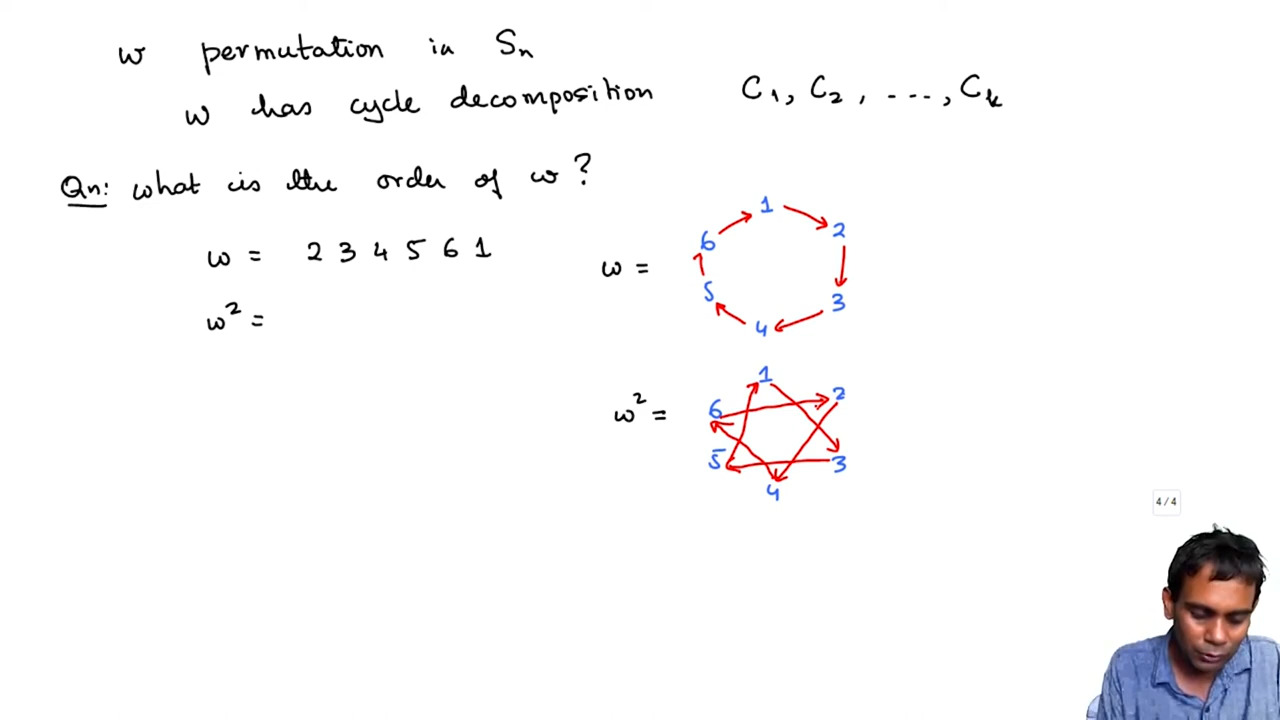 w permutation in Sₙ
w has cycle decomposition C₁, C₂, ...., Cₖ
Qn: what is the order of w?
w = 2 3 4 5 6 1
w² =
w =
1
2
3
4
5
6
w² =
1
2
3
4
5
6
4/4